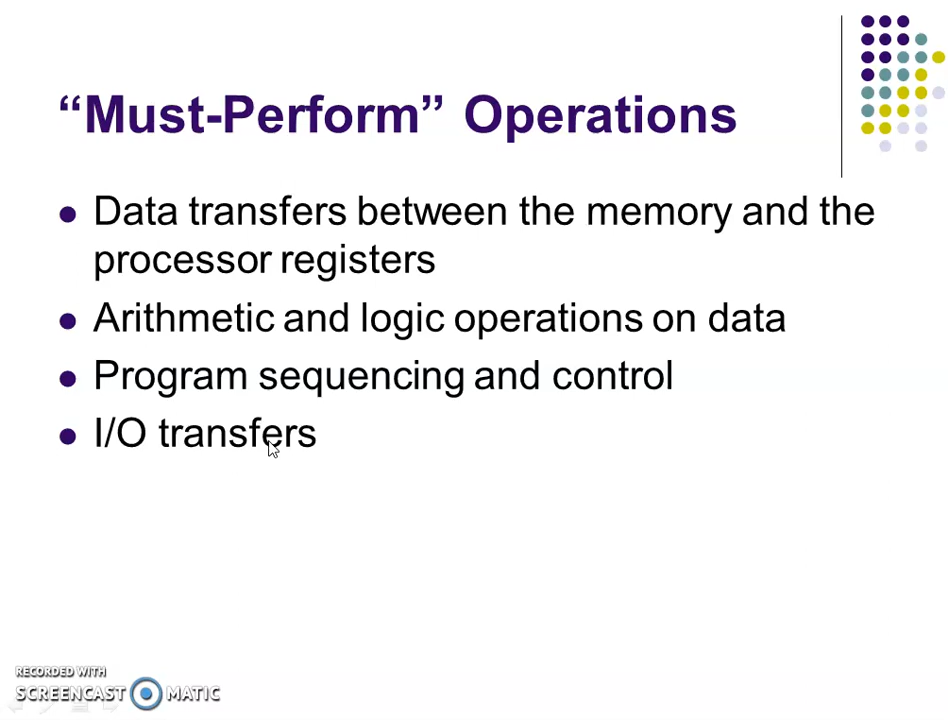 “Must-Perform” Operations
Data transfers between the memory and the
processor registers
Arithmetic and logic operations on data
Program sequencing and control
I/O transfers
RECORDED WITH
SCREENCAST MATIC